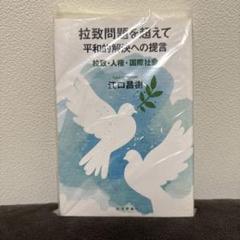 拉致問題を超えて
平和的解決への提言
拉致・人権・国際社会
江口昌樹